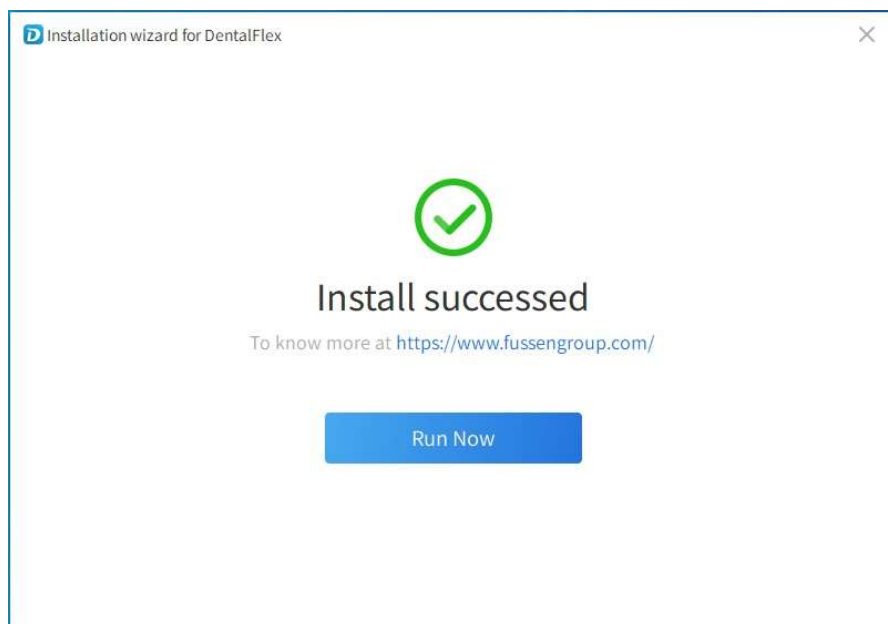 Installation wizard for DentalFlex
Install successed
To know more at https://www.fussengroup.com/
Run Now